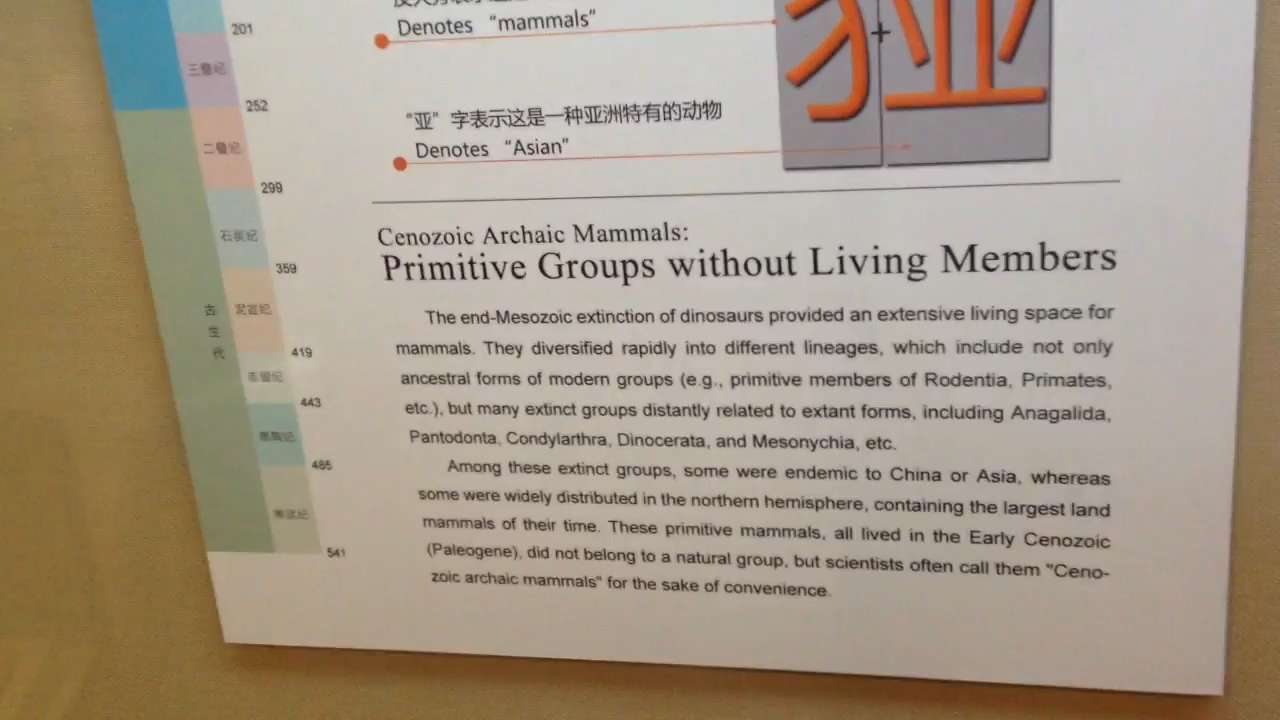 Denotes “mammals”
“亚” 字表示这是一种亚洲特有的动物
Denotes “Asian”
犭
+
亚
201
三叠纪
252
二叠纪
299
石炭纪
359
泥盆纪
419
志留纪
443
奥陶纪
485
寒武纪
541
古生代
Cenozoic Archaic Mammals:
Primitive Groups without Living Members
The end-Mesozoic extinction of dinosaurs provided an extensive living space for
mammals. They diversified rapidly into different lineages, which include not only
ancestral forms of modern groups (e.g., primitive members of Rodentia, Primates,
etc.), but many extinct groups distantly related to extant forms, including Anagalida,
Pantodonta, Condylarthra, Dinocerata, and Mesonychia, etc.
Among these extinct groups, some were endemic to China or Asia, whereas
some were widely distributed in the northern hemisphere, containing the largest land
mammals of their time. These primitive mammals, all lived in the Early Cenozoic
(Paleogene), did not belong to a natural group, but scientists often call them "Ceno-
zoic archaic mammals" for the sake of convenience.